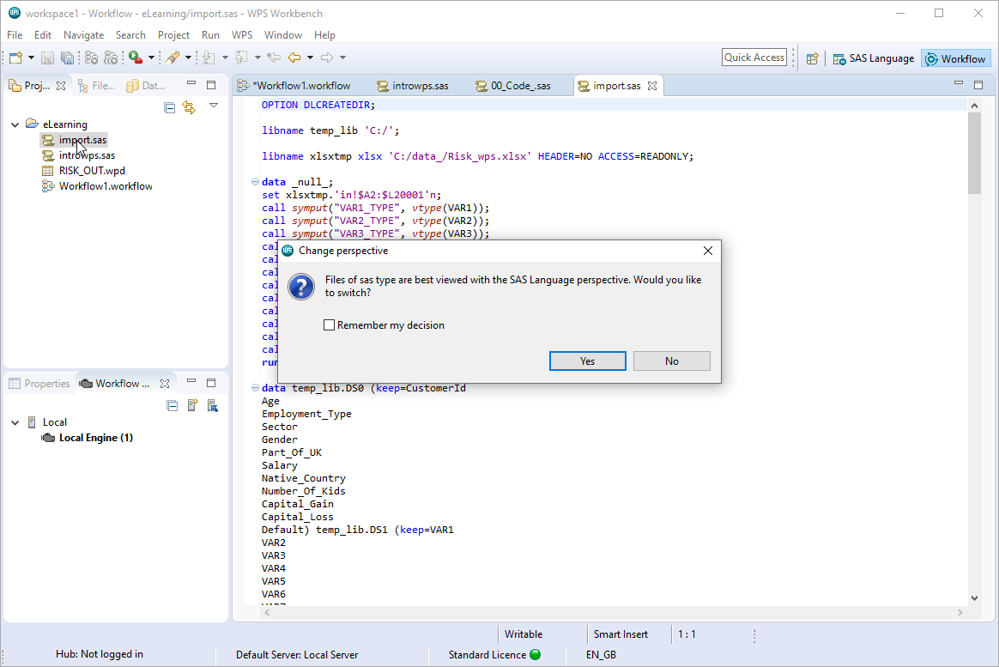 workspace1 - Workflow - eLearning/import.sas - WPS Workbench
File Edit Navigate Search Project Run WPS Window Help
Quick Access
SAS Language
Workflow
Proj...
File...
Dat...
eLearning
import.sas
introwps.sas
RISK_OUT.wpd
Workflow1.workflow
Properties
Workflow ...
Local
Local Engine (1)
*Workflow1.workflow
introwps.sas
00_Code_.sas
import.sas
OPTION DLCREATEDIR;
libname temp_lib 'C:/';
libname xlsxtmp xlsx 'C:/data_/Risk_wps.xlsx' HEADER=NO ACCESS=READONLY;
data _null_;
set xlsxtmp.'in!$A2:$L20001'n;
call symput("VAR1_TYPE", vtype(VAR1));
call symput("VAR2_TYPE", vtype(VAR2));
call symput("VAR3_TYPE", vtype(VAR3));
cal
cal
cal
cal
cal
cal
cal
cal
cal
run
WPS
Change perspective
Files of sas type are best viewed with the SAS Language perspective. Would you like
to switch?
Remember my decision
Yes
No
data temp_lib.DS0 (keep=CustomerId
Age
Employment_Type
Sector
Gender
Part_Of_UK
Salary
Native_Country
Number_Of_Kids
Capital_Gain
Capital_Loss
Default) temp_lib.DS1 (keep=VAR1
VAR2
VAR3
VAR4
VAR5
VAR6
Writable
Smart Insert
1 : 1
Hub: Not logged in
Default Server: Local Server
Standard Licence
EN_GB